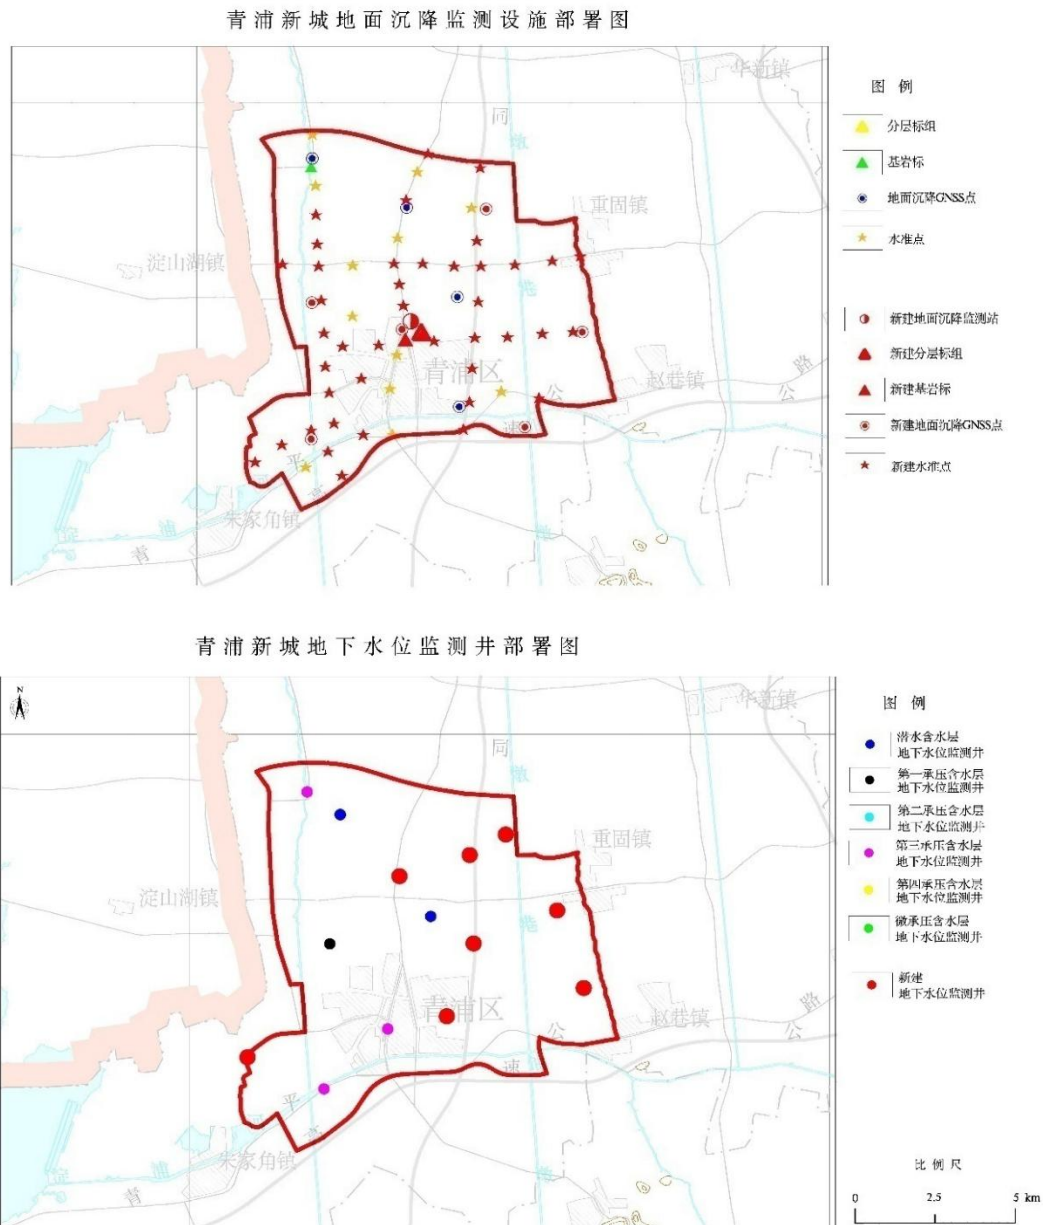 青浦新城地面沉降监测设施部署图
华新镇
图 例
同
分层标组
基岩标
重固镇
地面沉降GNSS点
淀山湖镇
水准点
新建地面沉降监测站
新建分层标组
青浦区
公 路
赵巷镇
新建基岩标
公
速
新建地面沉降GNSS点
平
高
新建水准点
朱家角镇
淀 浦
青
港
青浦新城地下水位监测井部署图
N
华新镇
图 例
同
潜水含水层
地下水位监测井
第一承压含水层
地下水位监测井
第二承压含水层
地下水位监测井
重固镇
第三承压含水层
地下水位监测井
淀山湖镇
第四承压含水层
地下水位监测井
港
微承压含水层
地下水位监测井
新建
地下水位监测井
青浦区
公 路
赵巷镇
公
速
平
高
朱家角镇
淀 浦
青
港
比例尺
0 2.5 5 km